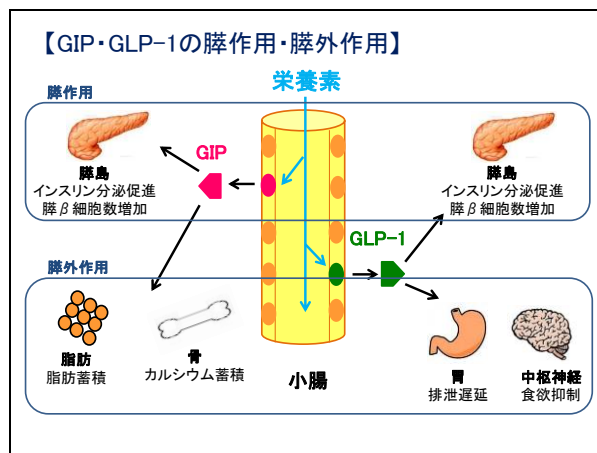 【GIP・GLP-1の膵作用・膵外作用】
栄養素
膵作用
GIP
膵島
インスリン分泌促進
膵β細胞数増加
膵島
インスリン分泌促進
膵β細胞数増加
GLP-1
膵外作用
脂肪
脂肪蓄積
骨
カルシウム蓄積
小腸
胃
排泄遅延
中枢神経
食欲抑制